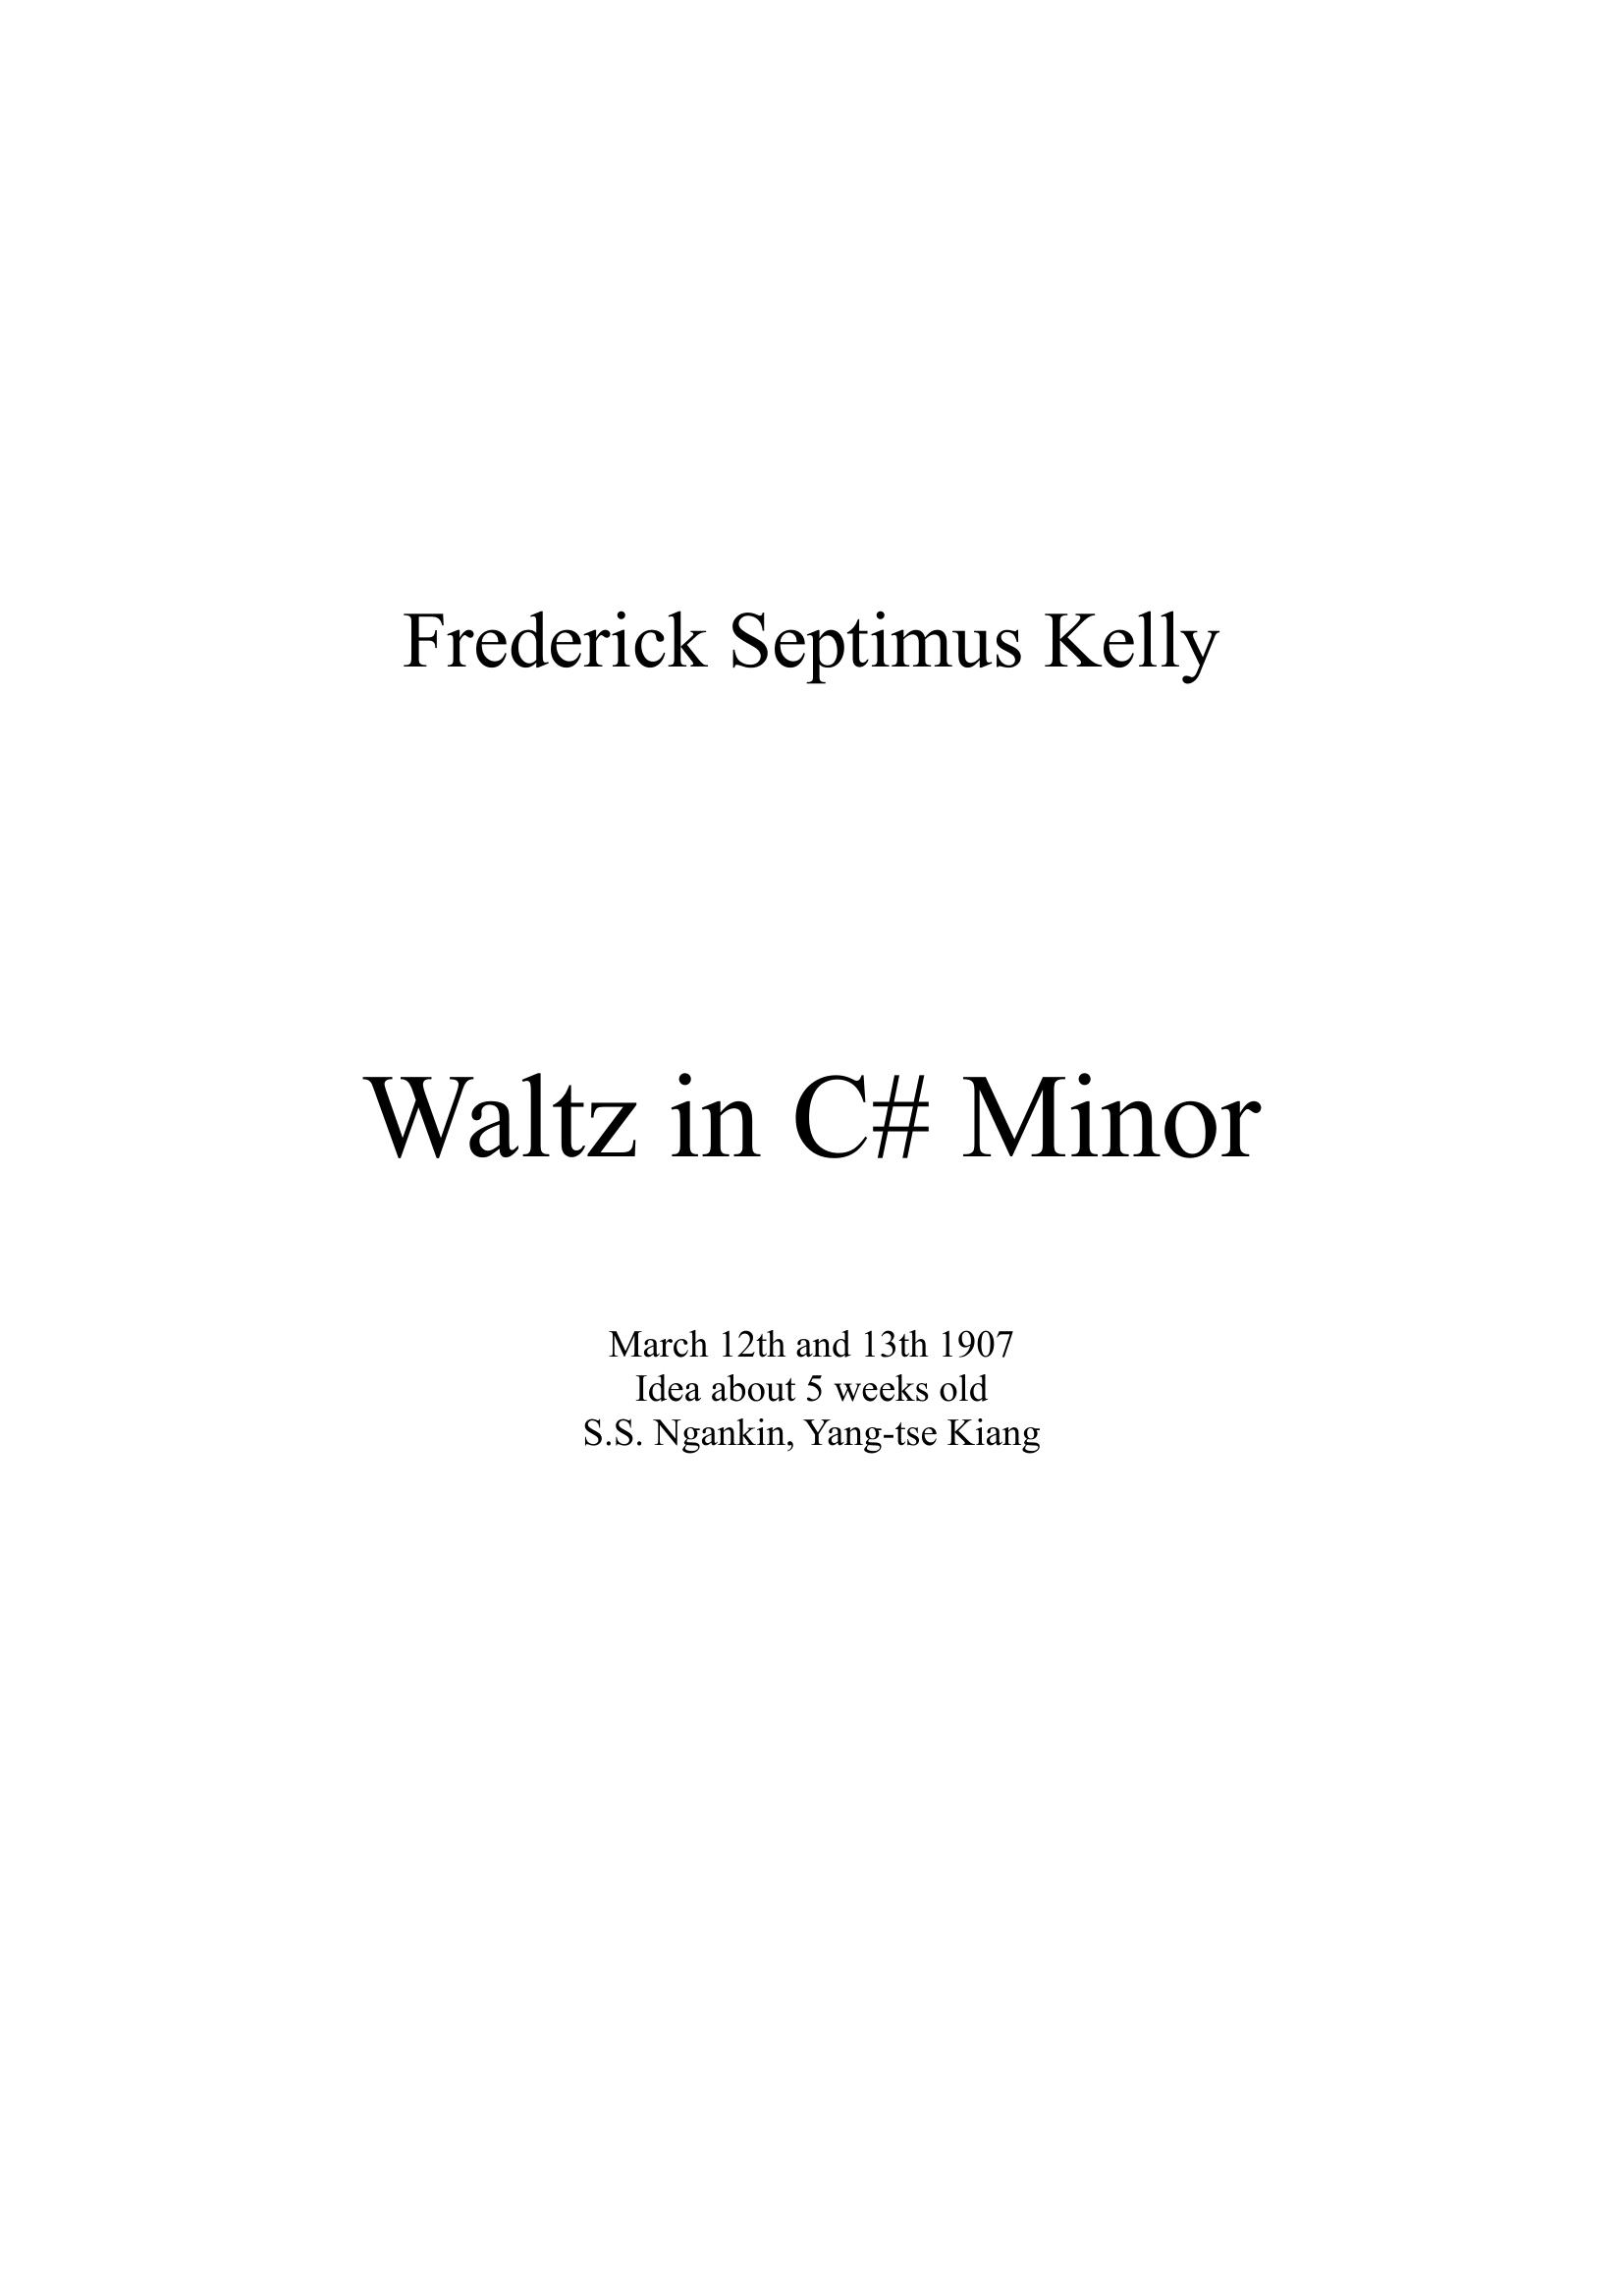 Frederick Septimus Kelly
Waltz in C# Minor
March 12th and 13th 1907
Idea about 5 weeks old
S.S. Ngankin, Yang-tse Kiang